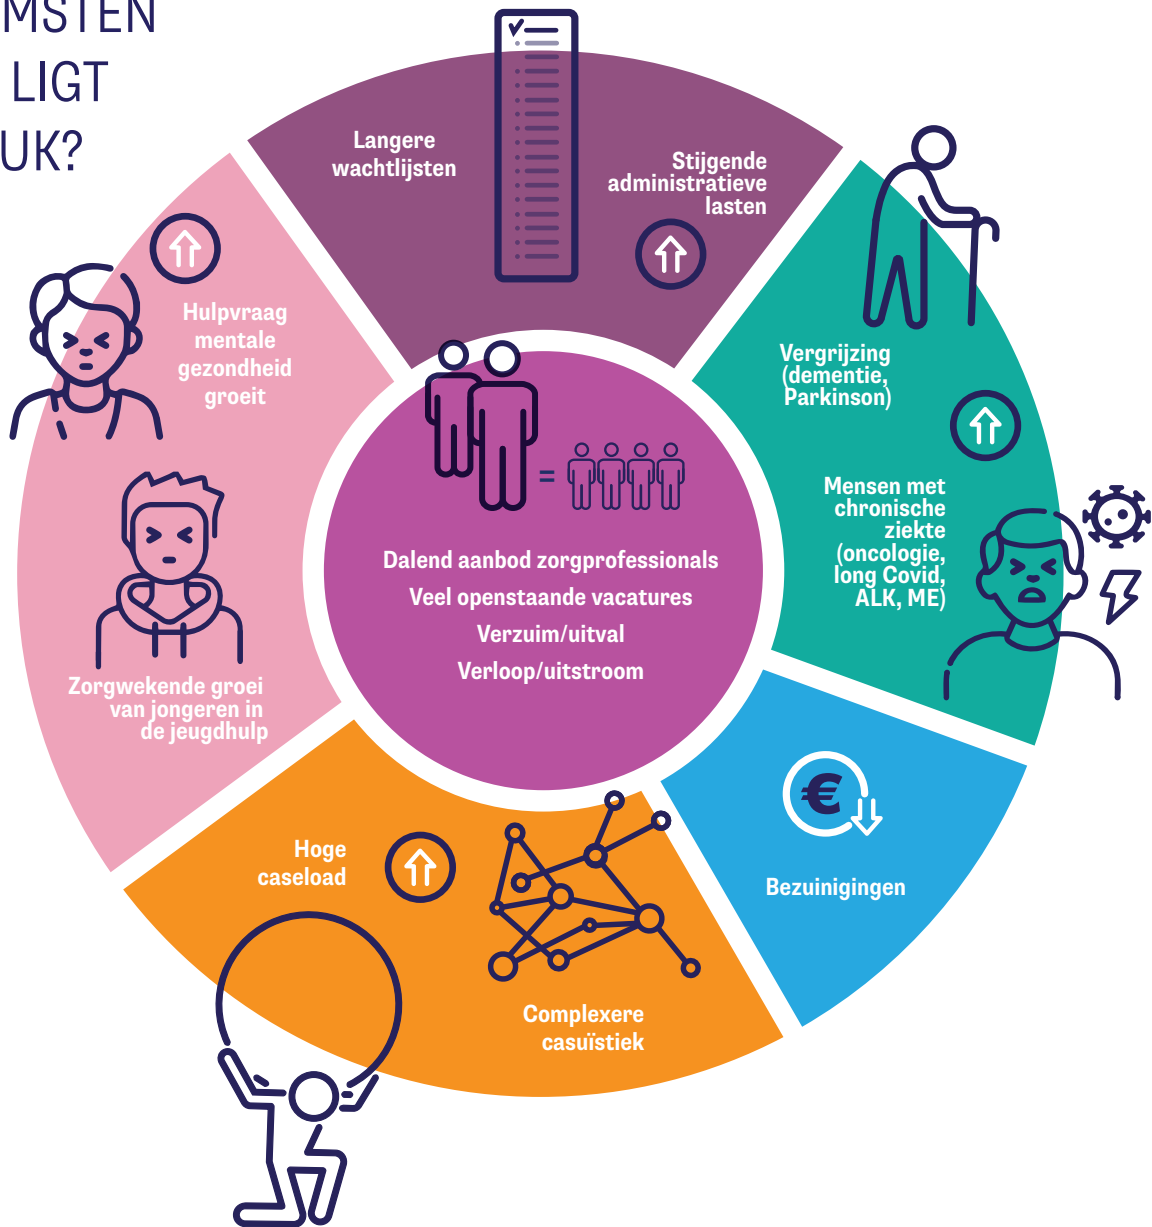 MSTEN
LIGT
UK?
Langere
wachtlijsten
Stijgende
administratieve
lasten
Hulpvraag
mentale
gezondheid
groeit
Vergrijzing
(dementie,
Parkinson)
Mensen met
chronische
ziekte
(oncologie,
long Covid,
ALK, ME)
=
Dalend aanbod zorgprofessionals
Veel openstaande vacatures
Verzuim/uitval
Verloop/uitstroom
Zorgwekende groei
van jongeren in
de jeugdhulp
€
Bezuinigingen
Hoge
caseload
Complexere
casuïstiek